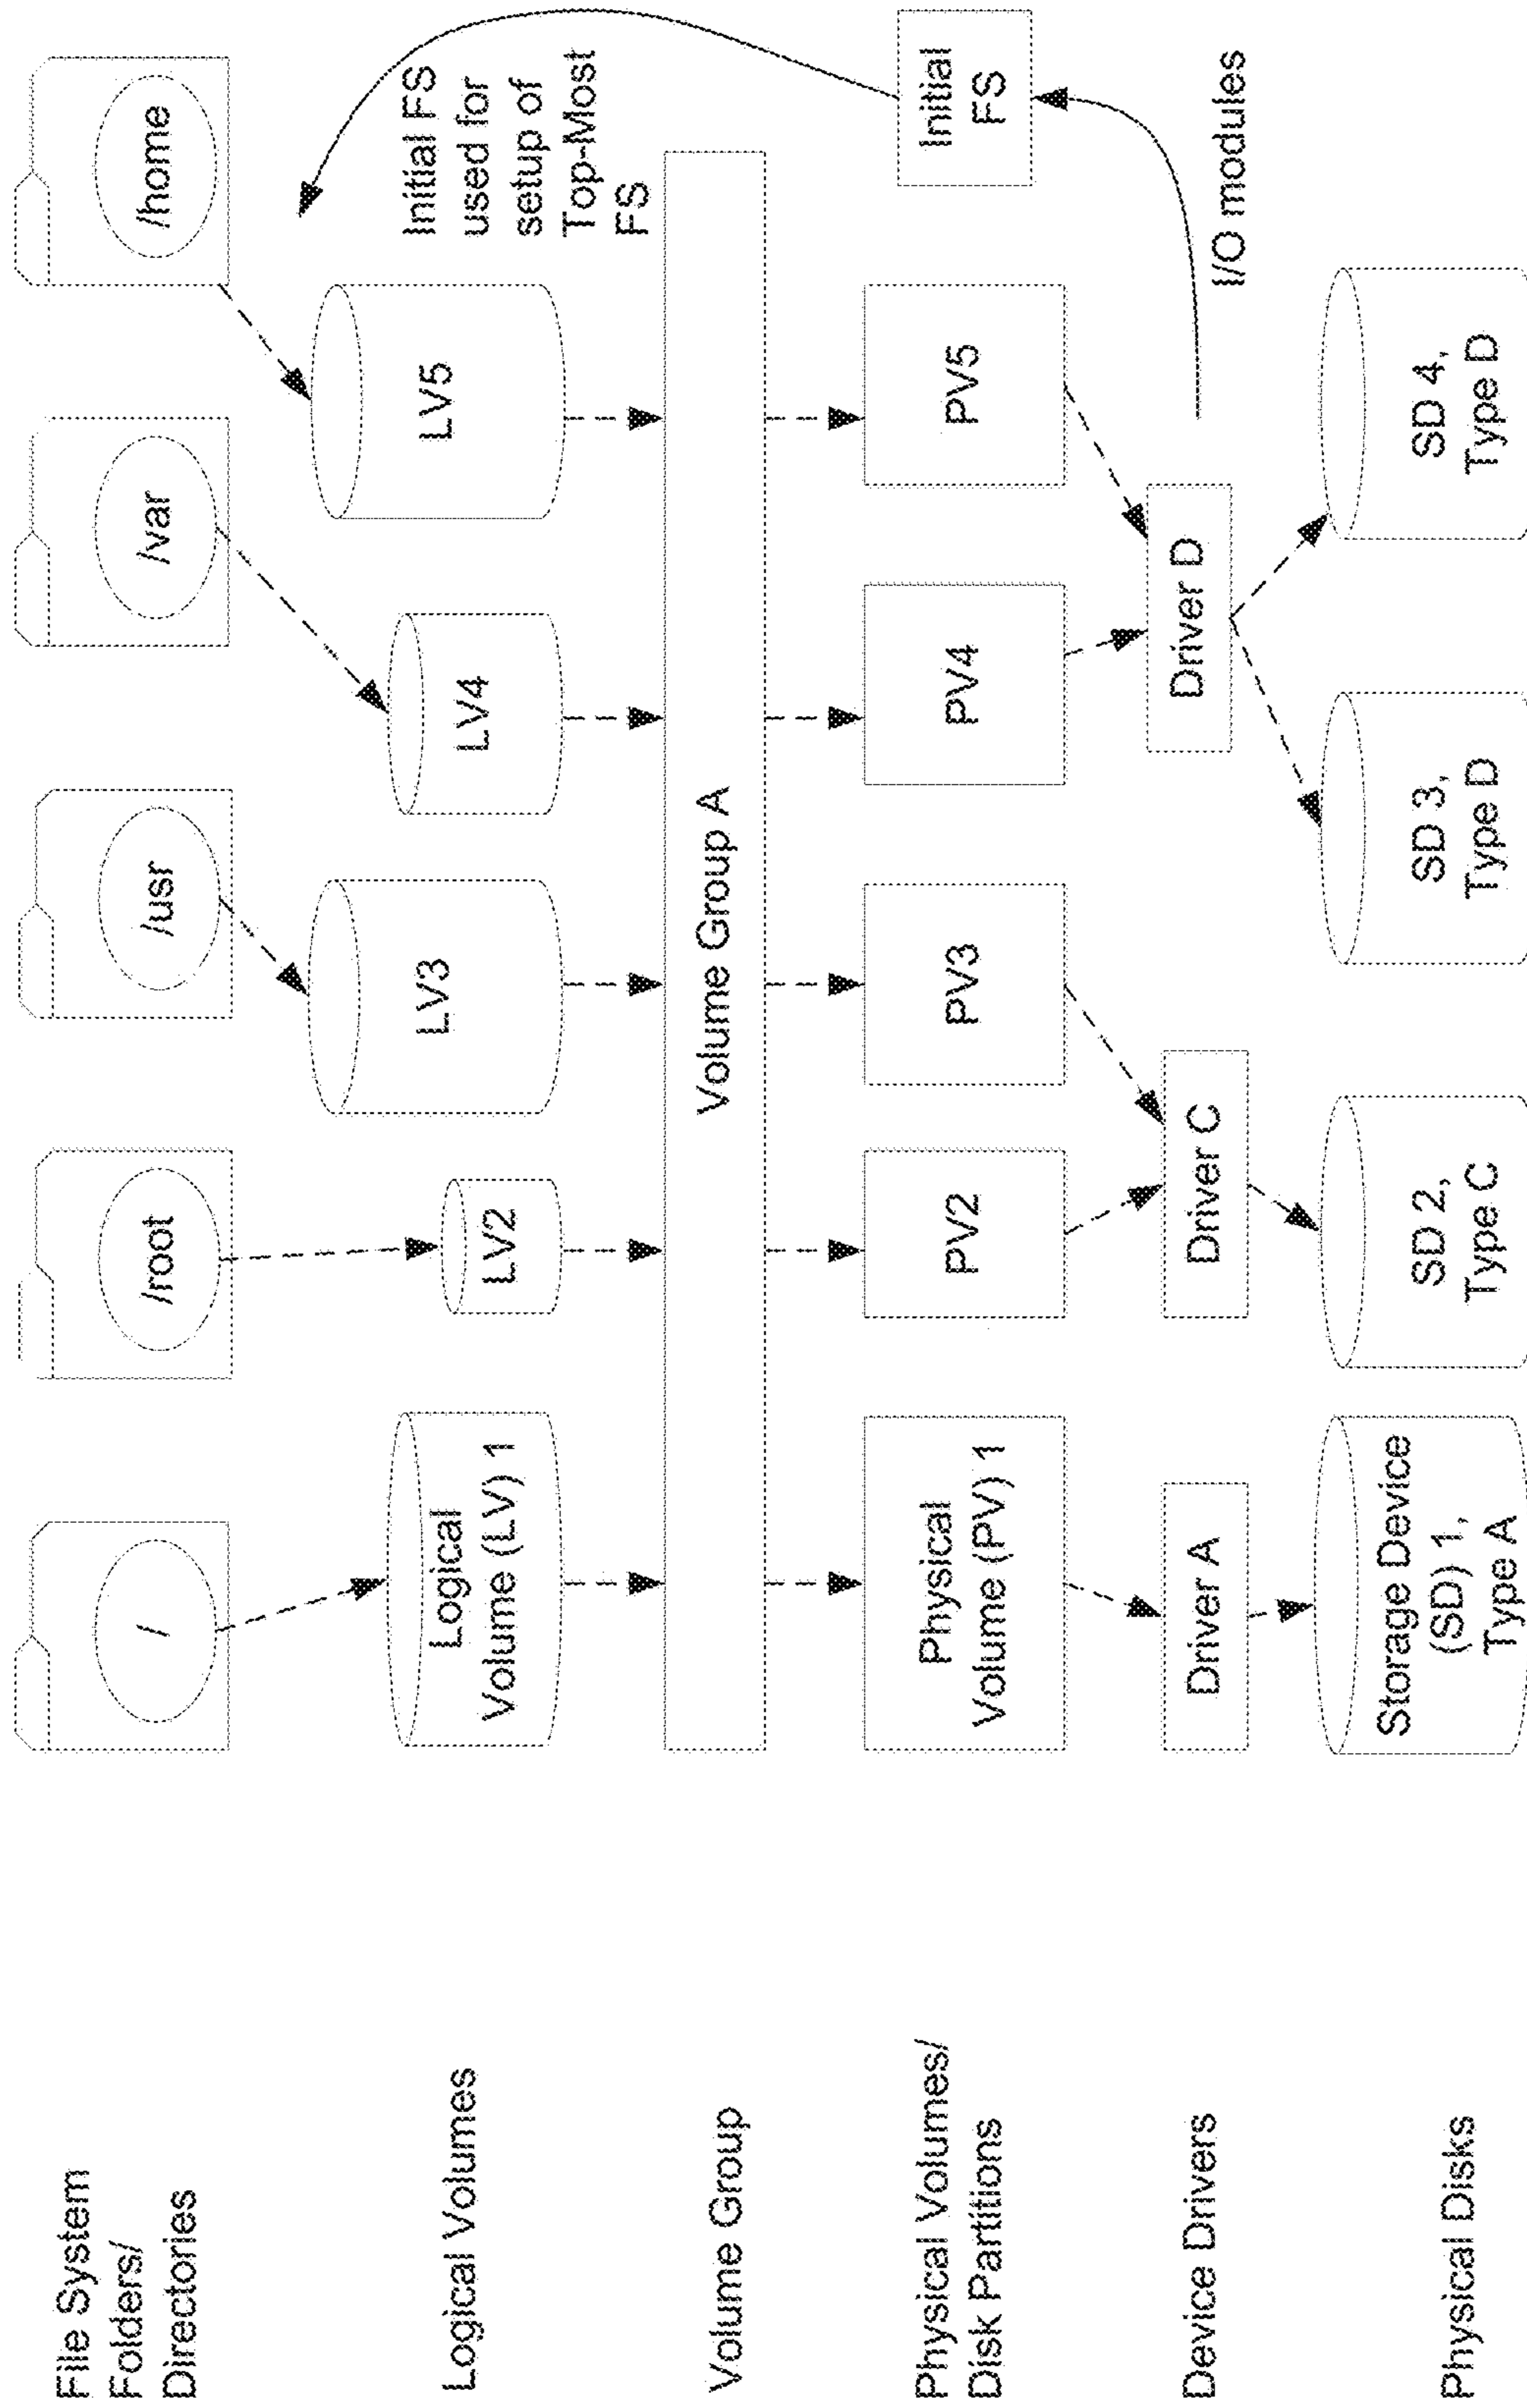 File System
Folders/
Directories
/
/root
/usr
/var
/home
Logical Volumes
Logical
Volume (LV) 1
LV2
LV3
LV4
LV5
Initial FS
used for
setup of
Top-Most
FS
Volume Group
Volume Group A
Physical Volumes/
Disk Partitions
Physical
Volume (PV) 1
PV2
PV3
PV4
PV5
Initial
FS
Device Drivers
Driver A
Driver C
Driver D
I/O modules
Physical Disks
Storage Device
(SD) 1,
Type A
SD 2,
Type C
SD 3,
Type D
SD 4,
Type D